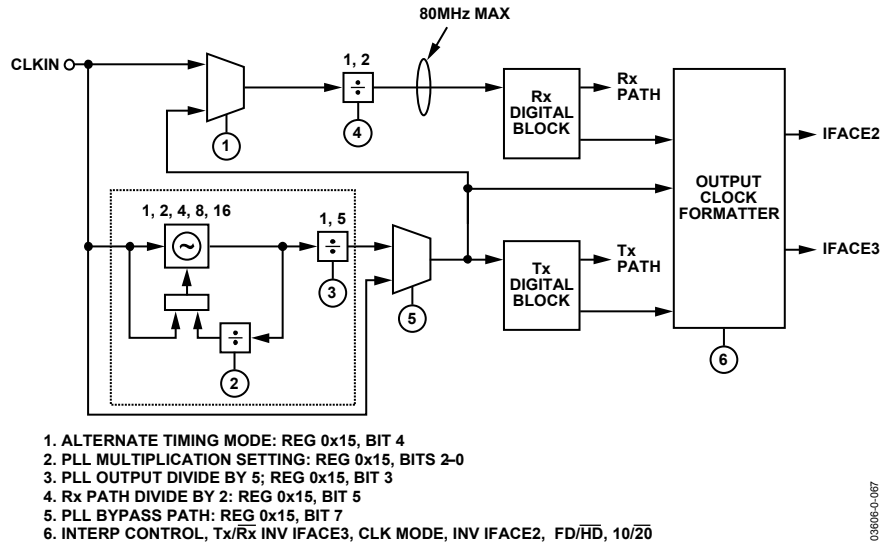 80MHz MAX
CLKIN
1, 2
÷
4
1
Rx
DIGITAL
BLOCK
Rx
PATH
IFACE2
OUTPUT
CLOCK
FORMATTER
1, 2, 4, 8, 16
~
1, 5
÷
3
5
Tx
DIGITAL
BLOCK
Tx
PATH
IFACE3
÷
2
6
1. ALTERNATE TIMING MODE: REG 0x15, BIT 4
2. PLL MULTIPLICATION SETTING: REG 0x15, BITS 2–0
3. PLL OUTPUT DIVIDE BY 5; REG 0x15, BIT 3
4. Rx PATH DIVIDE BY 2: REG 0x15, BIT 5
5. PLL BYPASS PATH: REG 0x15, BIT 7
6. INTERP CONTROL, Tx/R̅x̅ INV IFACE3, CLK MODE, INV IFACE2, FD/H̅D̅, 10/2̅0̅
03606-0-067